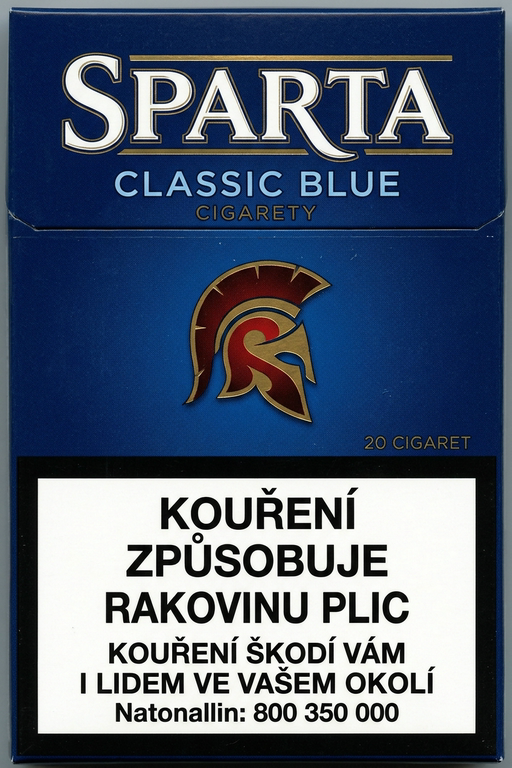 SPARTA
CLASSIC BLUE
CIGARETY
20 CIGARET
KOUŘENÍ
ZPŮSOBUJE
RAKOVINU PLIC
KOUŘENÍ ŠKODÍ VÁM
I LIDEM VE VAŠEM OKOLÍ
Natonallin: 800 350 000